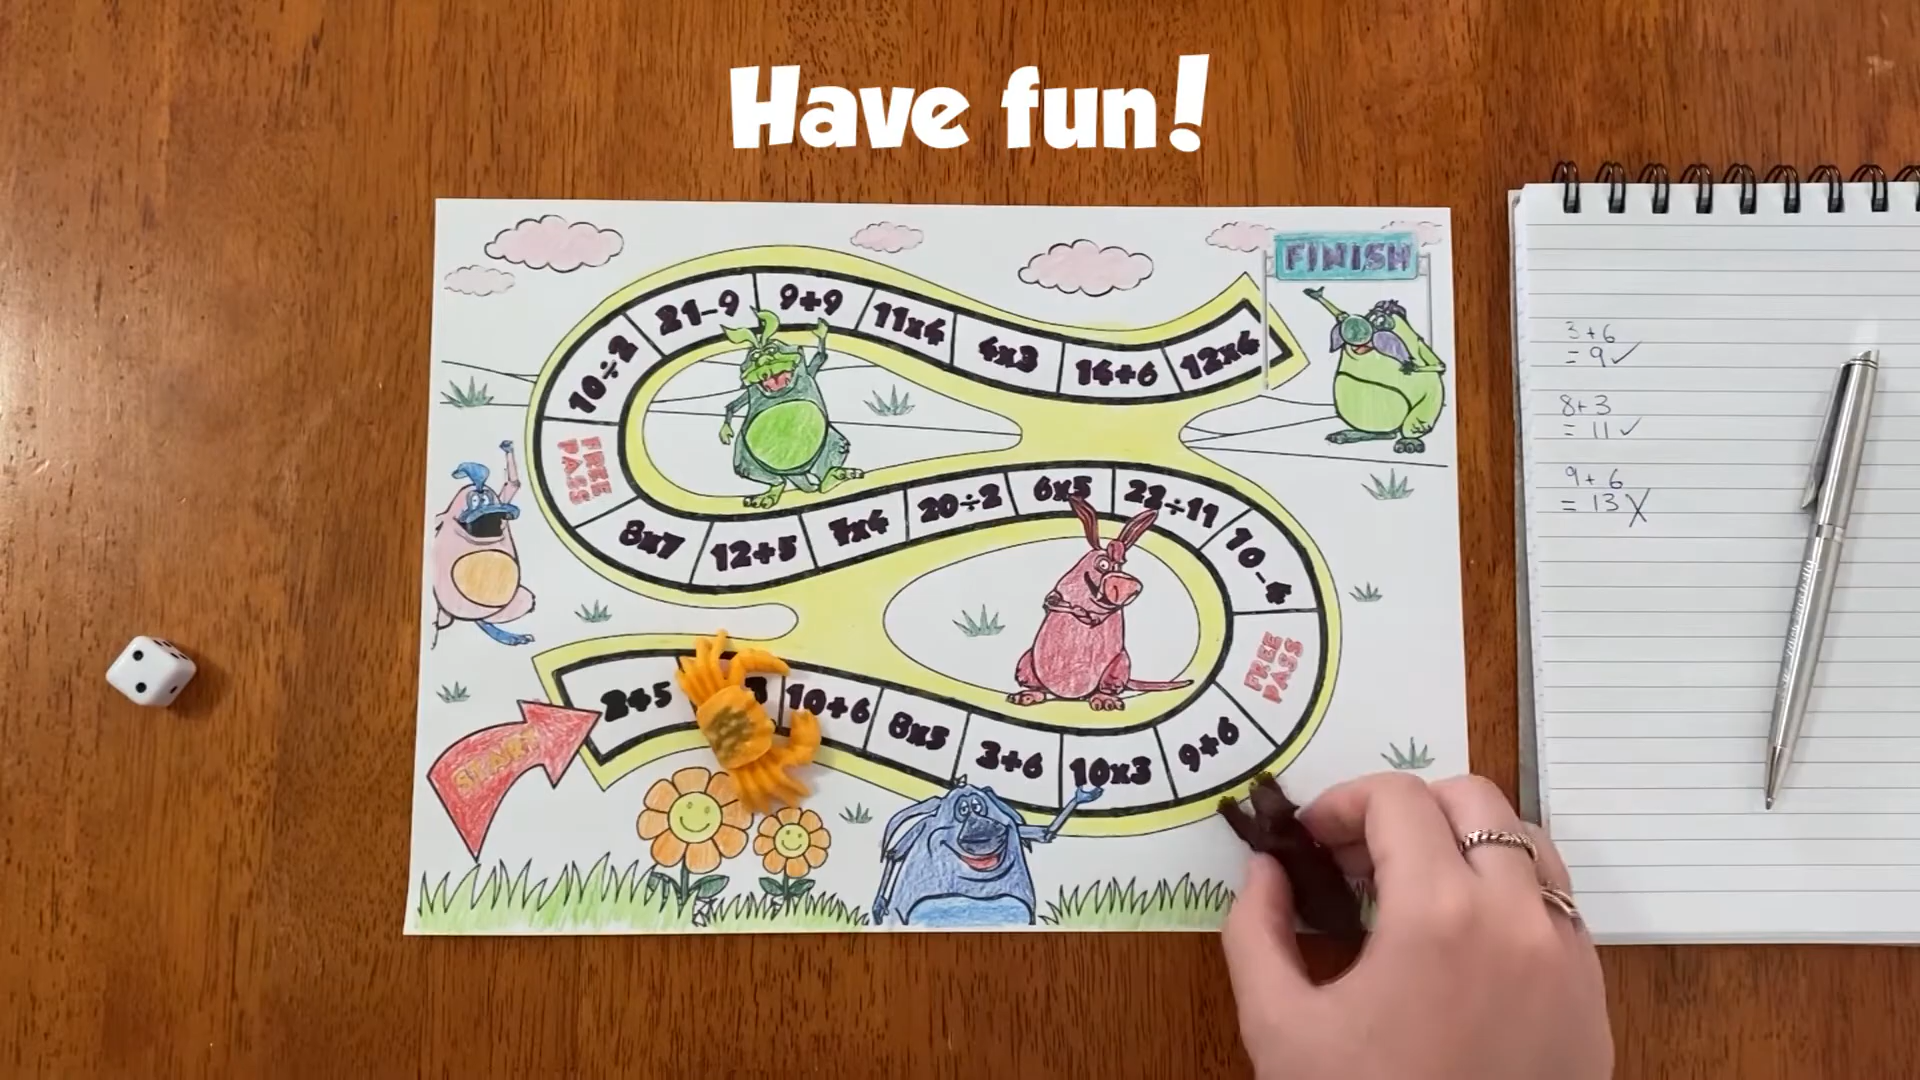 Have fun!
FINISH
21-9
9+9
11x4
4x3
14+6
12x4
10÷2
FREE
PASS
8x7
12+5
7x4
20÷2
6x5
22÷11
10-4
FREE
PASS
START
2+5
3
10+6
8x5
3+6
10x3
9+6
3+6
= 9✓
8+3
= 11✓
9+6
= 13X